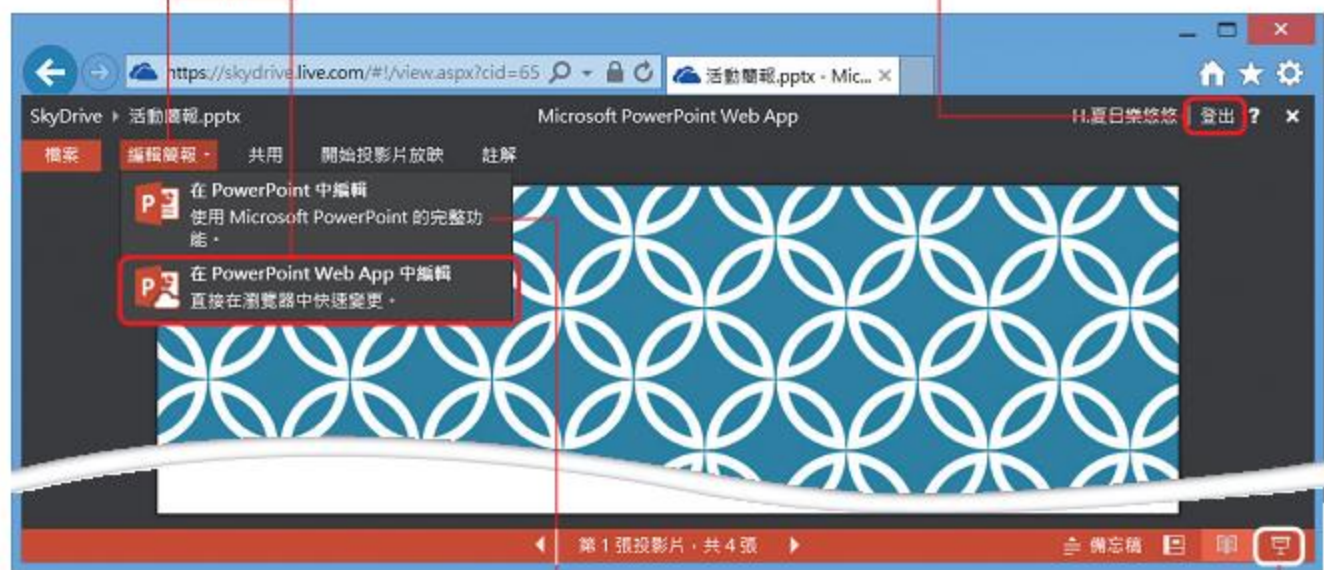 https://skydrive.live.com/#!/view.aspx?cid=65
活動簡報.pptx - Mic...
SkyDrive ▸ 活動簡報.pptx
Microsoft PowerPoint Web App
H.夏日樂悠悠 | 登出 ? ×
檔案 編輯簡報 共用 開始投影片放映 註解
在 PowerPoint 中編輯
使用 Microsoft PowerPoint 的完整功
能。
在 PowerPoint Web App 中編輯
直接在瀏覽器中快速變更。
第 1 張投影片，共 4 張
備忘稿